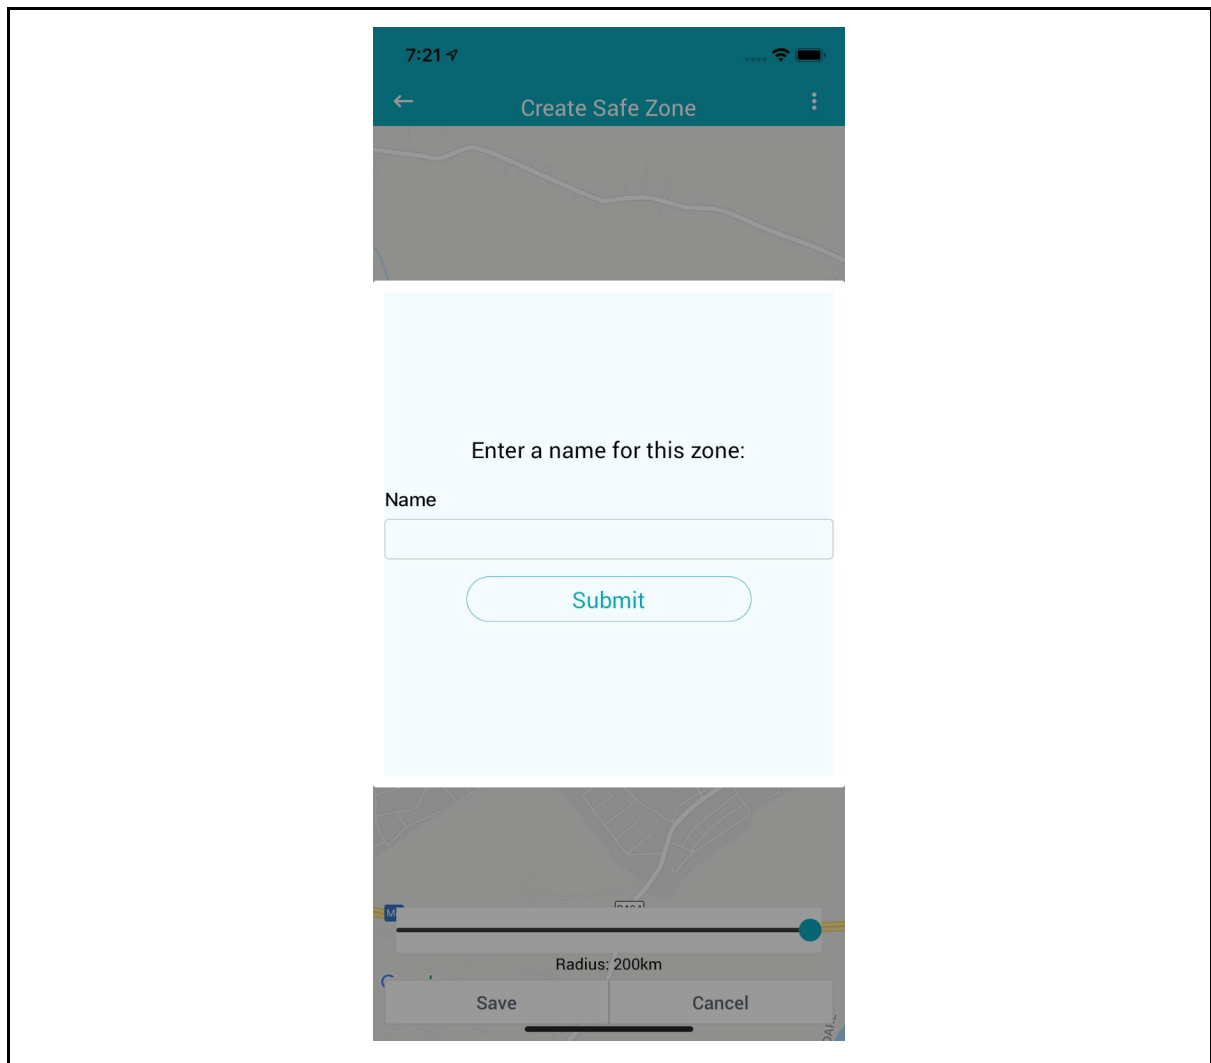 7:21
Create Safe Zone
Enter a name for this zone:
Name
Submit
Radius: 200km
Save
Cancel